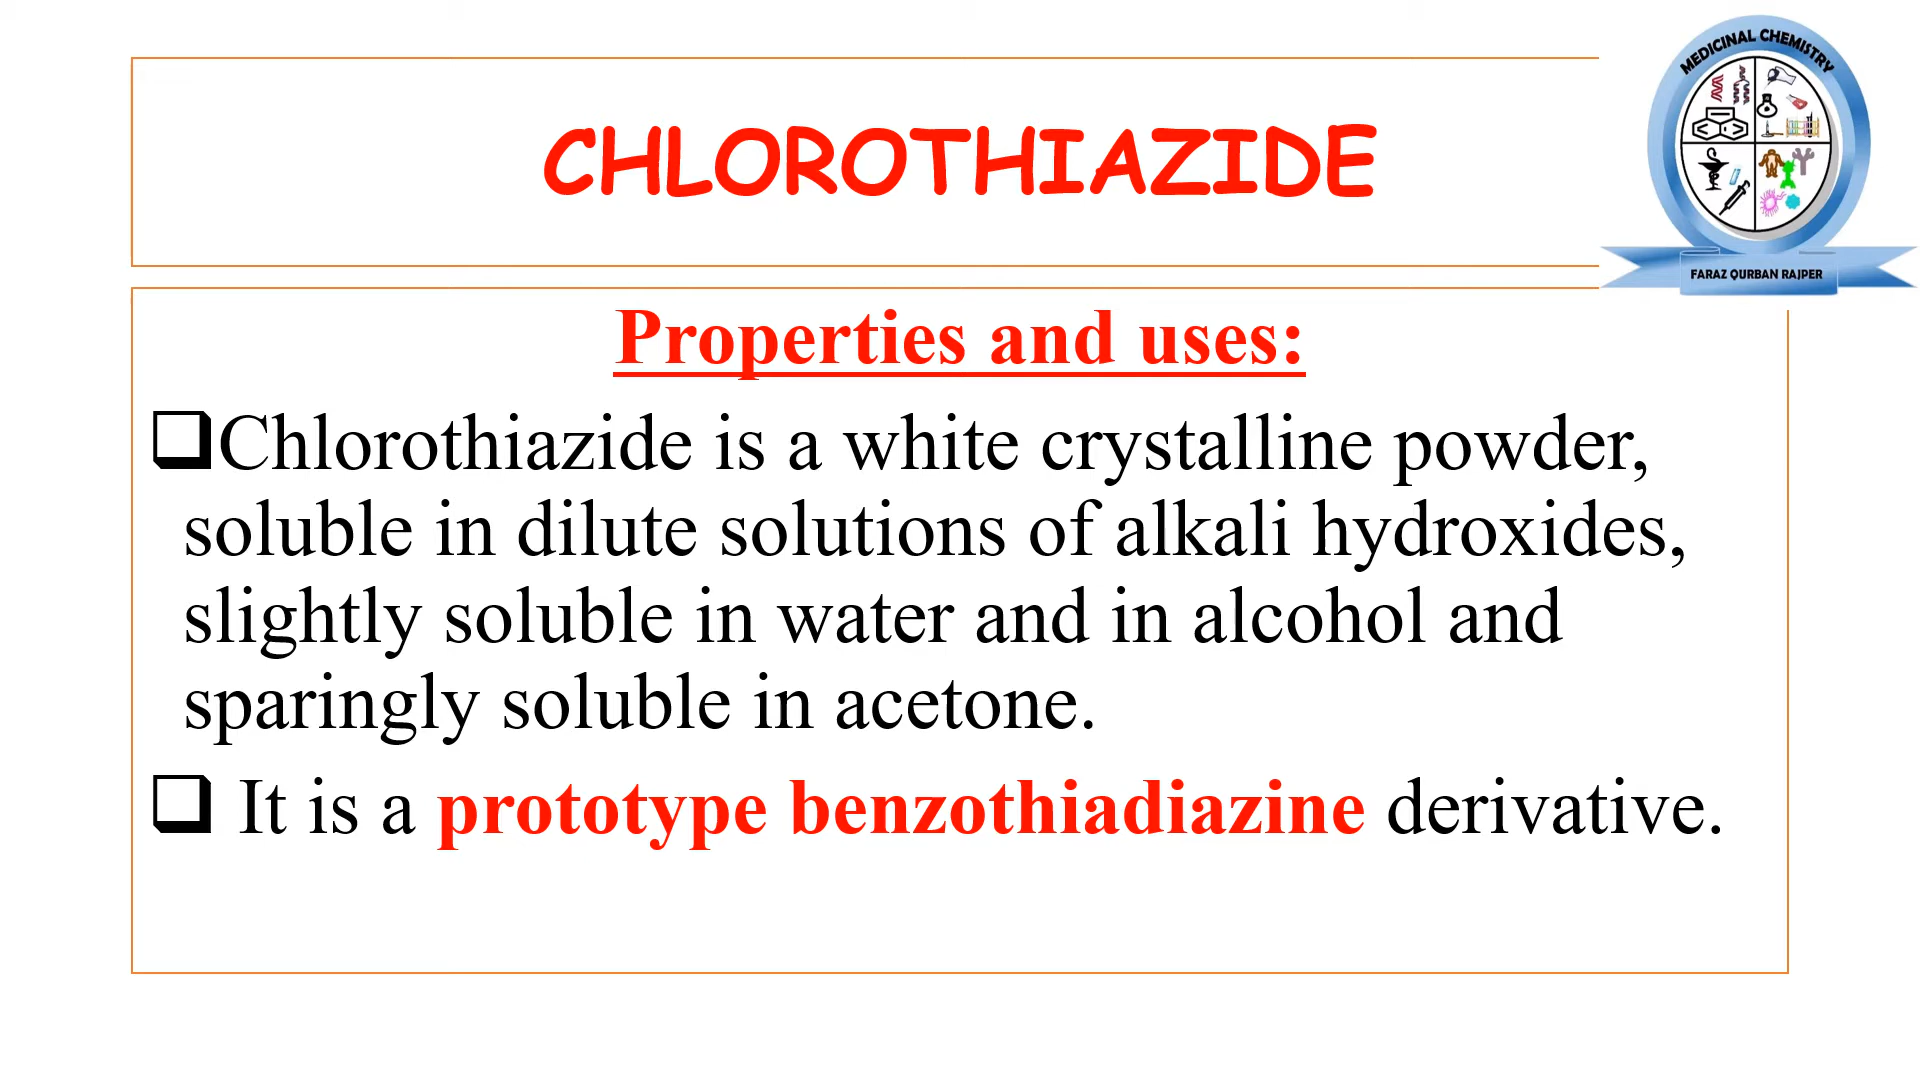 MEDICINAL CHEMISTRY
CHLOROTHIAZIDE
FARAZ QURBAN RAJPER
Properties and uses:
Chlorothiazide is a white crystalline powder,
soluble in dilute solutions of alkali hydroxides,
slightly soluble in water and in alcohol and
sparingly soluble in acetone.
It is a prototype benzothiadiazine derivative.